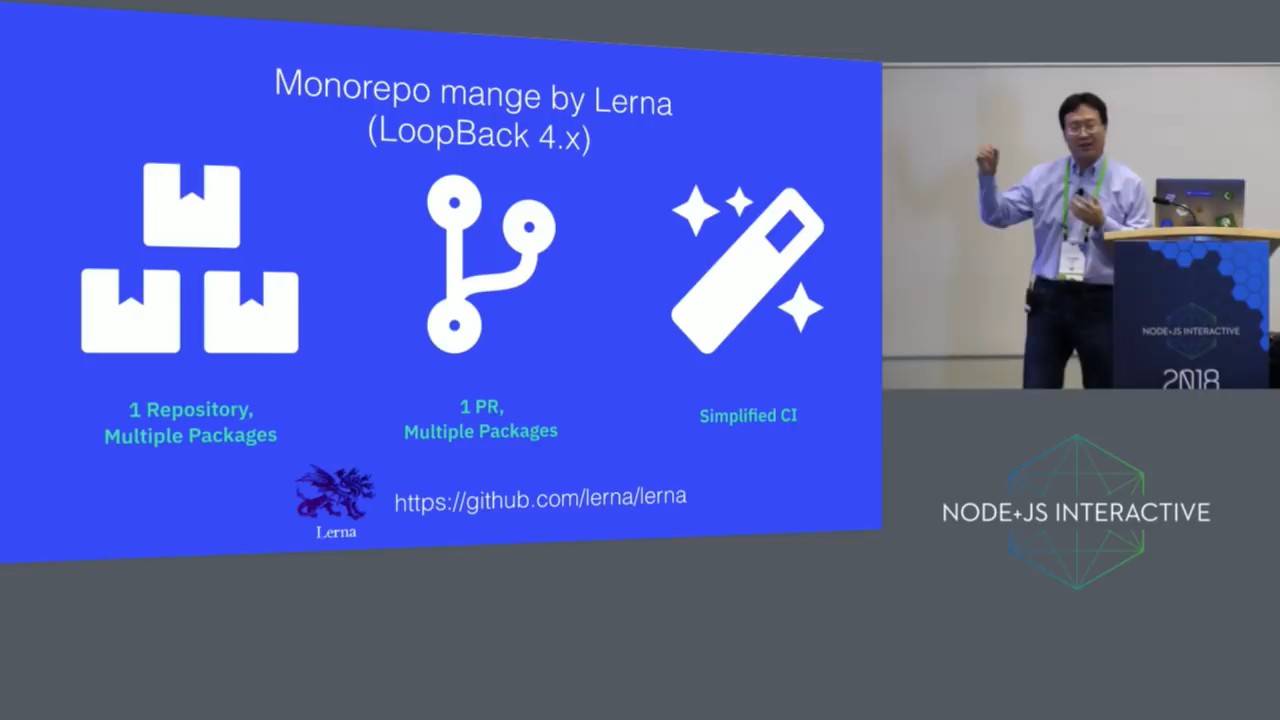 Monorepo mange by Lerna
(LoopBack 4.x)
1 Repository,
Multiple Packages
1 PR,
Multiple Packages
Simplified CI
Lerna
https://github.com/lerna/lerna
NODE+JS INTERACTIVE
2018
NODE+JS INTERACTIVE